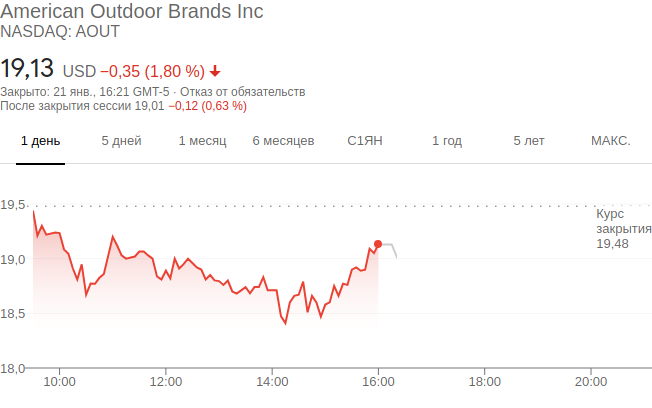 American Outdoor Brands Inc
NASDAQ: AOUT
19,13 USD −0,35 (1,80 %)
Закрыто: 21 янв., 16:21 GMT-5 · Отказ от обязательств
После закрытия сессии 19,01 −0,12 (0,63 %)
1 день 5 дней 1 месяц 6 месяцев С1ЯН 1 год 5 лет МАКС.
19,5
Курс
закрытия
19,48
19,0
18,5
18,0
10:00 12:00 14:00 16:00 18:00 20:00